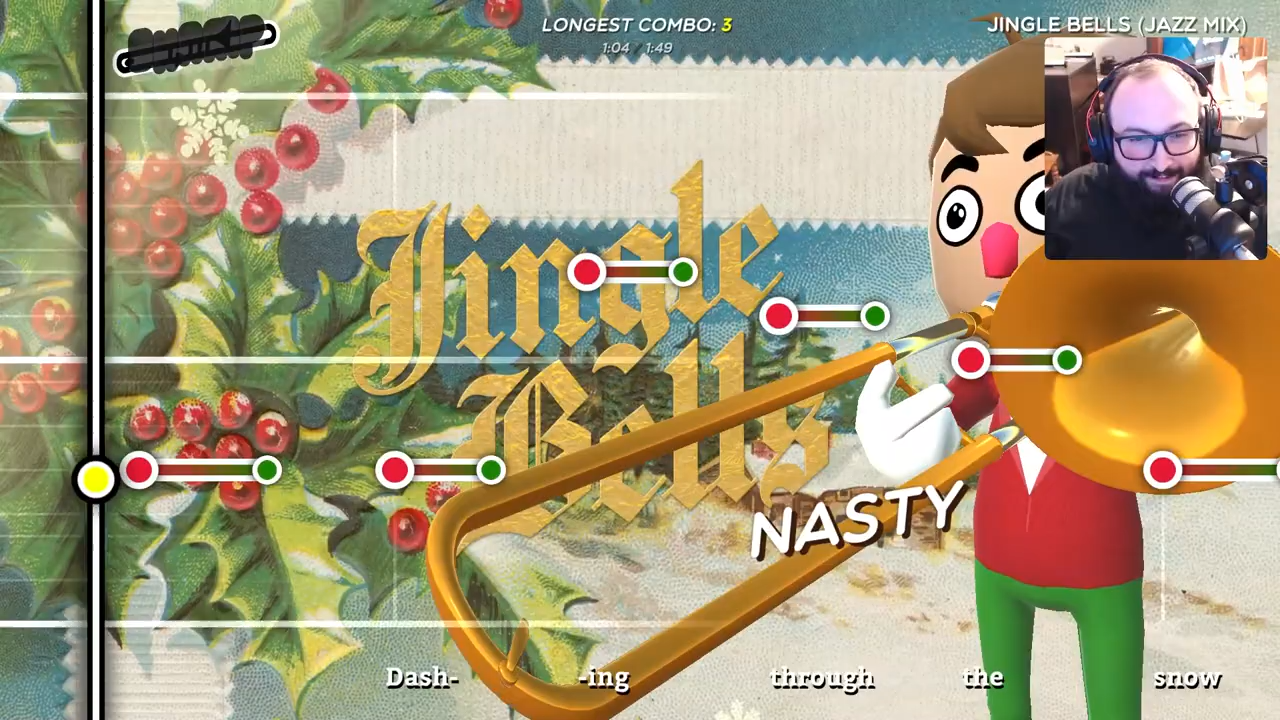 LONGEST COMBO: 3
JINGLE BELLS (JAZZ MIX)
1:04 / 1:49
Jingle
Bells
NASTY
Dash- -ing through the snow